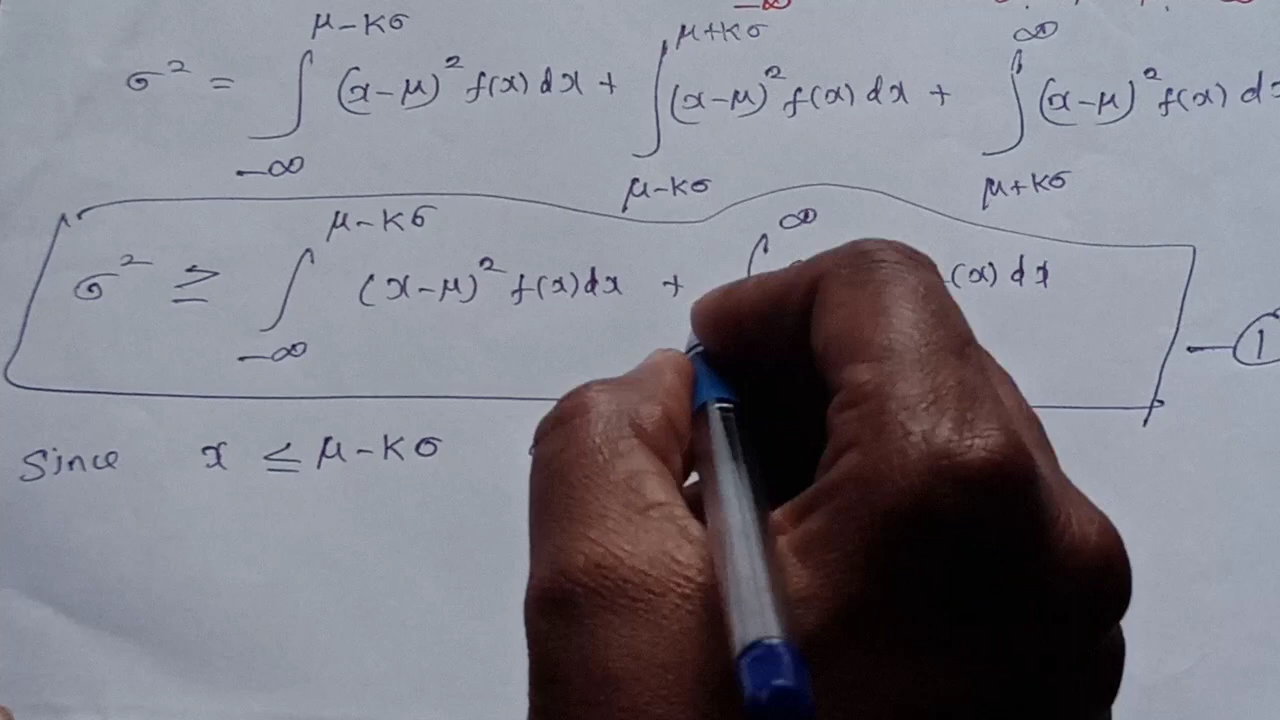 σ² = ∫_{-∞}^{μ-kσ} (x-μ)² f(x) dx + ∫_{μ-kσ}^{μ+kσ} (x-μ)² f(x) dx + ∫_{μ+kσ}^{∞} (x-μ)² f(x) d
σ² ≥ ∫_{-∞}^{μ-kσ} (x-μ)² f(x) dx + ∫^{∞} (x) dx — ①
Since x ≤ μ-kσ